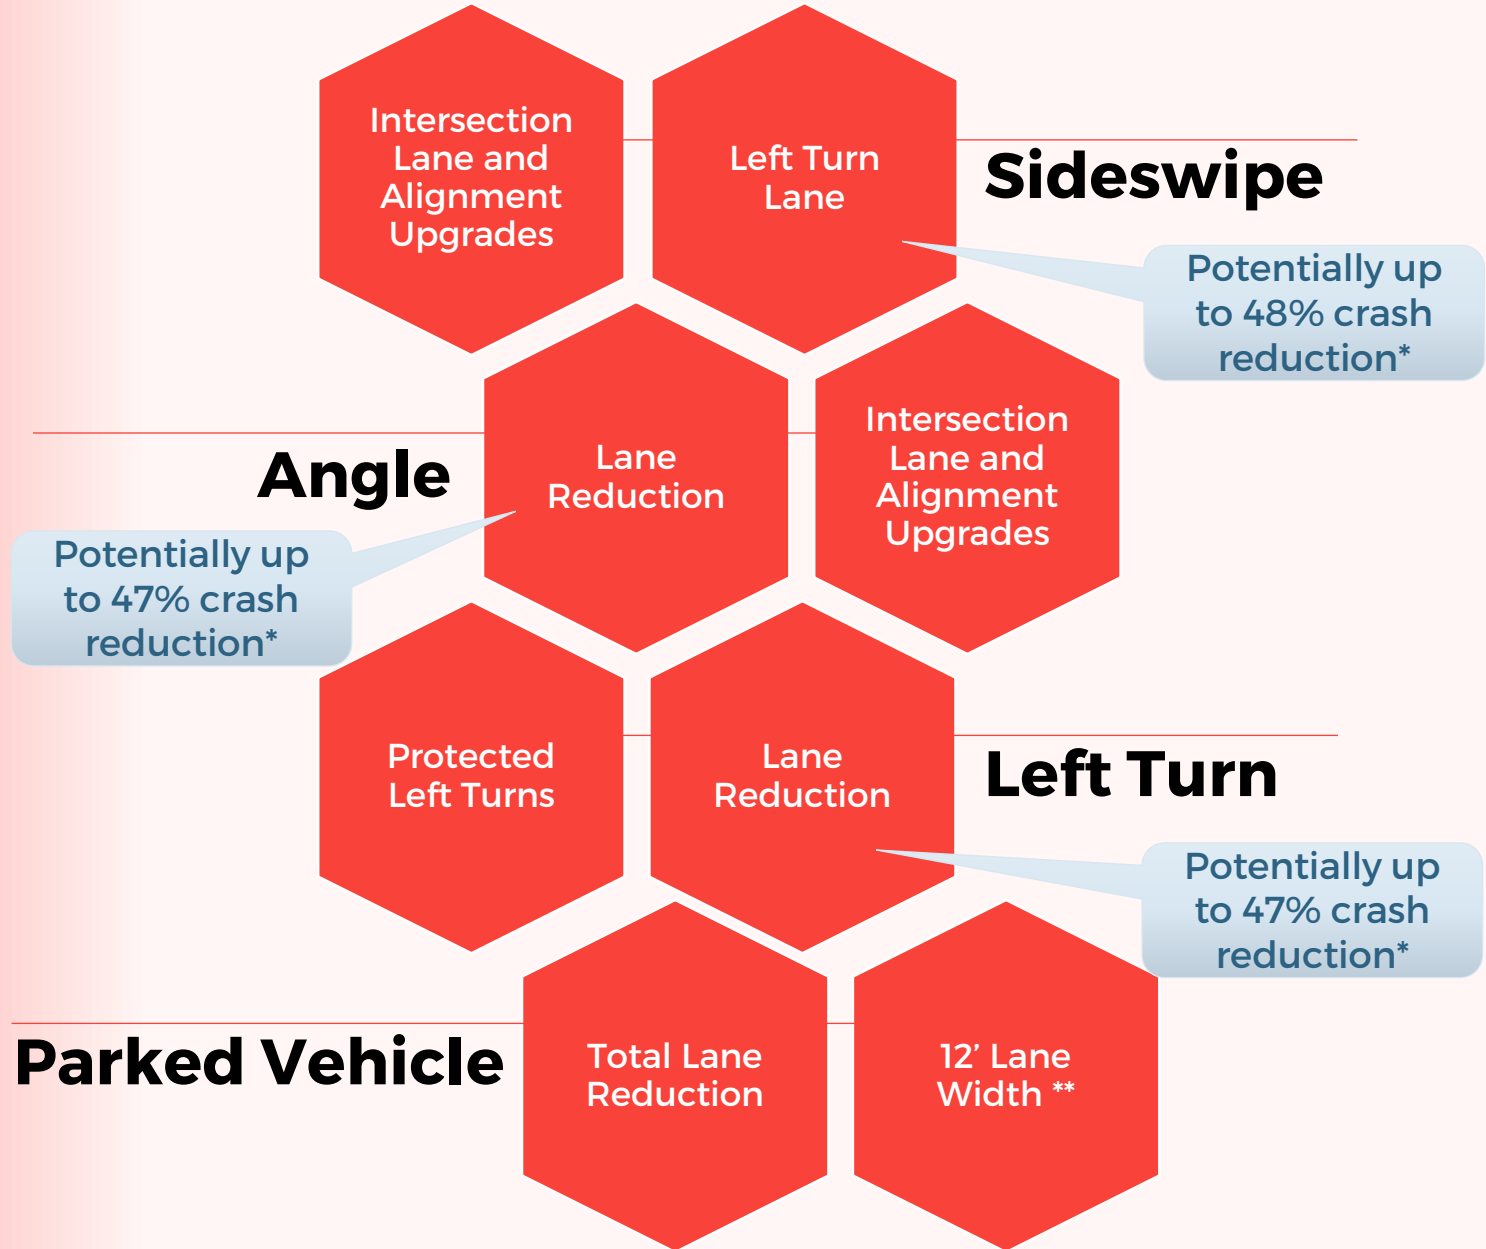 Intersection
Lane and
Alignment
Upgrades
Left Turn
Lane
Sideswipe
Potentially up
to 48% crash
reduction*
Angle
Lane
Reduction
Intersection
Lane and
Alignment
Upgrades
Potentially up
to 47% crash
reduction*
Protected
Left Turns
Lane
Reduction
Left Turn
Potentially up
to 47% crash
reduction*
Parked Vehicle
Total Lane
Reduction
12’ Lane
Width **